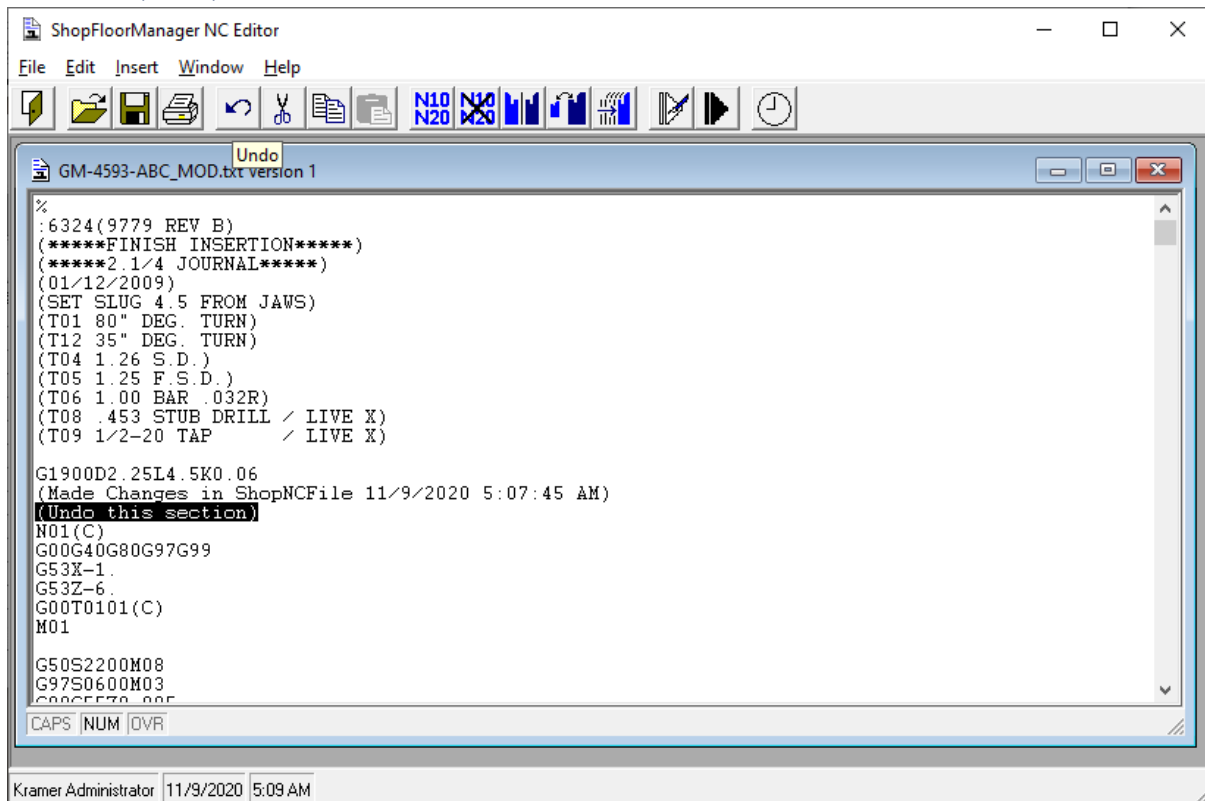 ShopFloorManager NC Editor
File Edit Insert Window Help
N10 N10
N20 N20
Undo
GM-4593-ABC_MOD.txt version 1
%
:6324(9779 REV B)
(*****FINISH INSERTION*****)
(*****2.1/4 JOURNAL*****)
(01/12/2009)
(SET SLUG 4.5 FROM JAWS)
(T01 80" DEG. TURN)
(T12 35" DEG. TURN)
(T04 1.26 S.D.)
(T05 1.25 F.S.D.)
(T06 1.00 BAR .032R)
(T08 .453 STUB DRILL / LIVE X)
(T09 1/2-20 TAP / LIVE X)
G1900D2.25L4.5K0.06
(Made Changes in ShopNCFile 11/9/2020 5:07:45 AM)
(Undo this section)
N01(C)
G00G40G80G97G99
G53X-1.
G53Z-6.
G00T0101(C)
M01
G50S2200M08
G97S0600M03
CAPS NUM OVR
Kramer Administrator 11/9/2020 5:09 AM